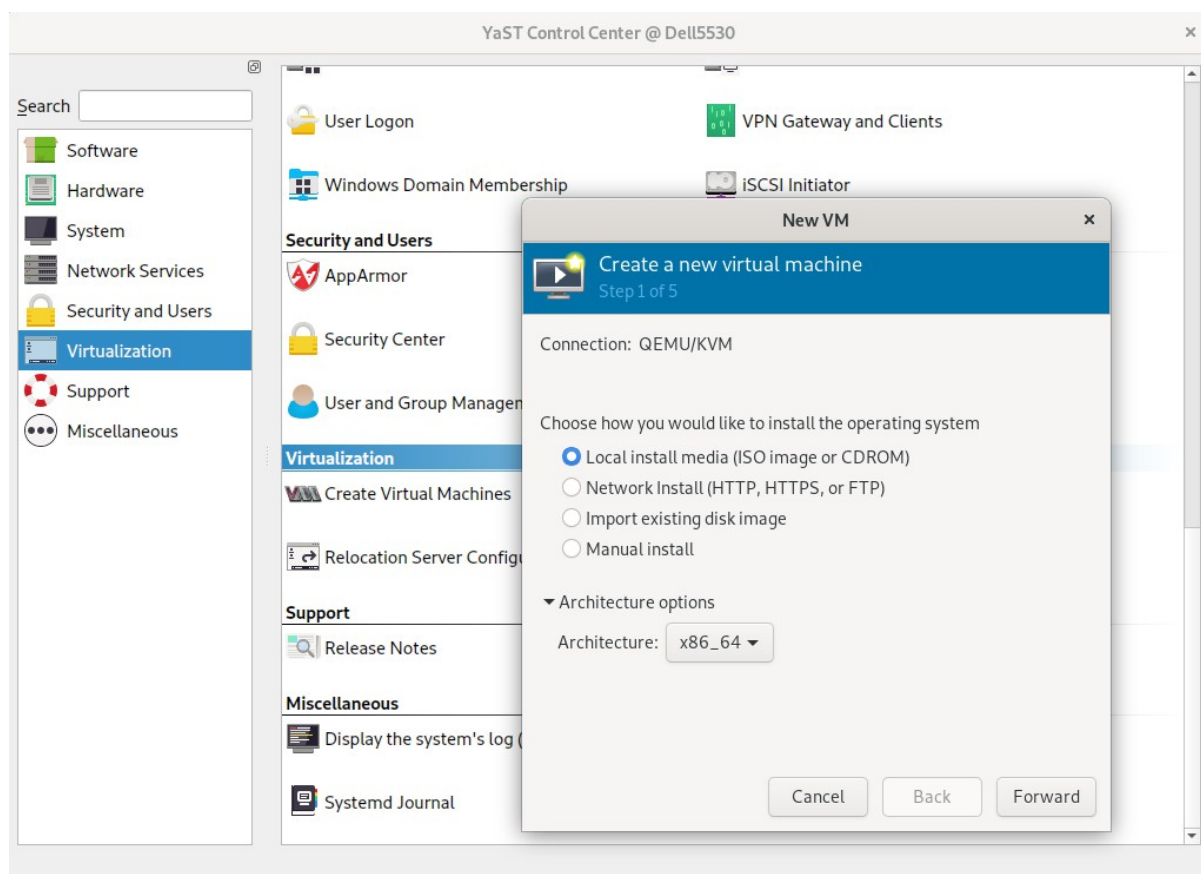 YaST Control Center @ Dell5530
Search
Software
Hardware
System
Network Services
Security and Users
Virtualization
Support
Miscellaneous
User Logon
VPN Gateway and Clients
Windows Domain Membership
iSCSI Initiator
Security and Users
AppArmor
Security Center
User and Group Managen
Virtualization
Create Virtual Machines
Relocation Server Configu
Support
Release Notes
Miscellaneous
Display the system's log (
Systemd Journal
New VM
Create a new virtual machine
Step 1 of 5
Connection: QEMU/KVM
Choose how you would like to install the operating system
Local install media (ISO image or CDROM)
Network Install (HTTP, HTTPS, or FTP)
Import existing disk image
Manual install
Architecture options
Architecture: x86_64
Cancel Back Forward